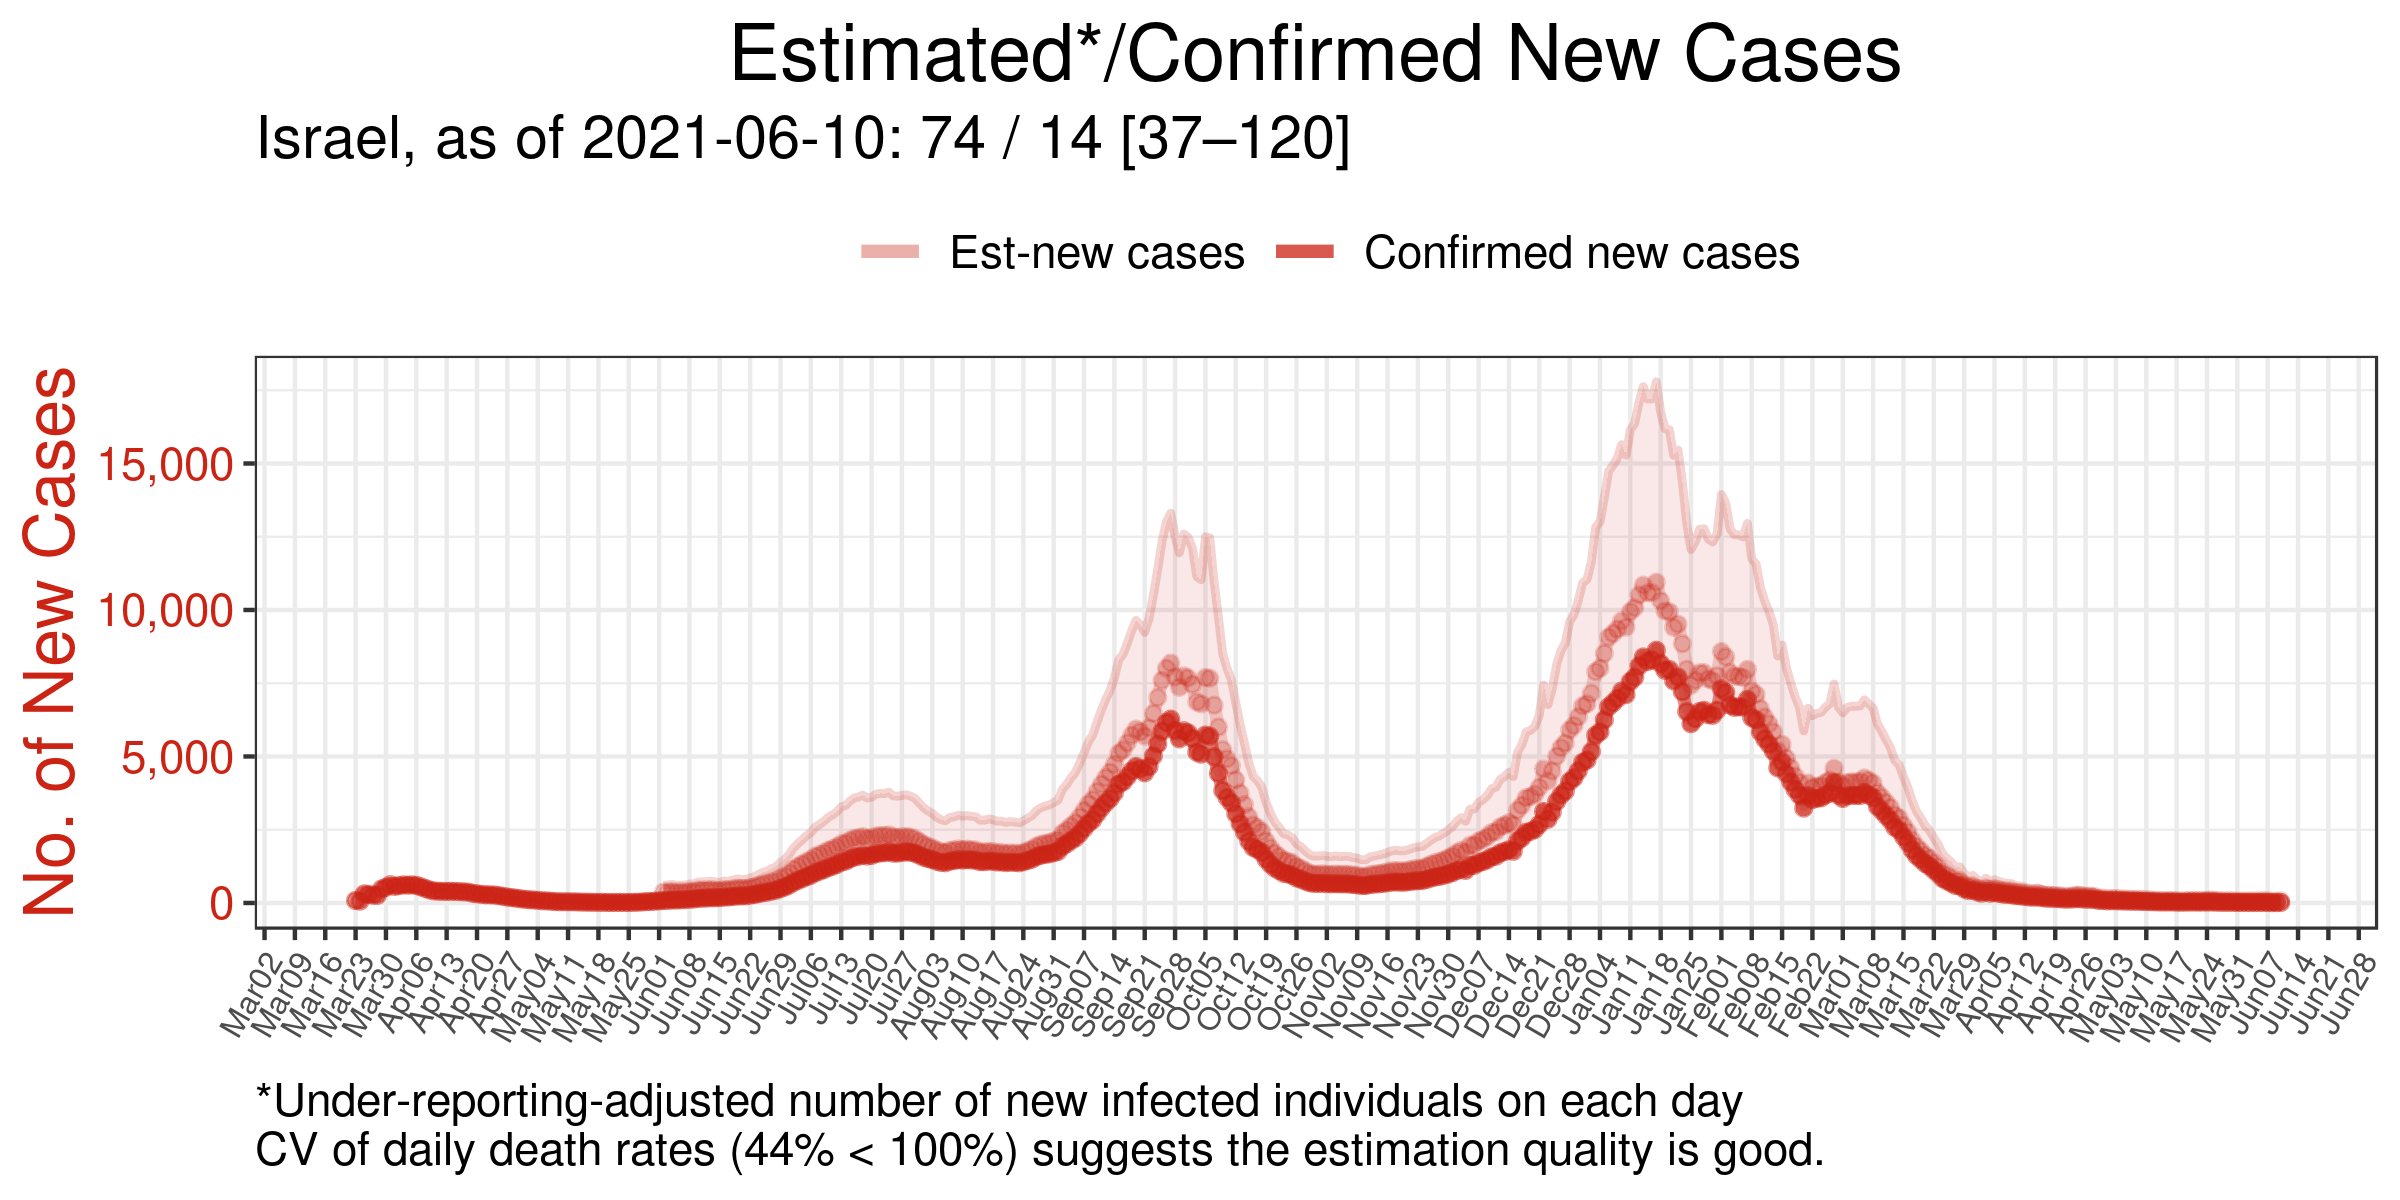 Estimated*/Confirmed New Cases
Israel, as of 2021-06-10: 74 / 14 [37–120]
Est-new cases
Confirmed new cases
No. of New Cases
15,000
10,000
5,000
0
Mar02
Mar09
Mar16
Mar23
Mar30
Apr06
Apr13
Apr20
Apr27
May04
May11
May18
May25
Jun01
Jun08
Jun15
Jun22
Jun29
Jul06
Jul13
Jul20
Jul27
Aug03
Aug10
Aug17
Aug24
Aug31
Sep07
Sep14
Sep21
Sep28
Oct05
Oct12
Oct19
Oct26
Nov02
Nov09
Nov16
Nov23
Nov30
Dec07
Dec14
Dec21
Dec28
Jan04
Jan11
Jan18
Jan25
Feb01
Feb08
Feb15
Feb22
Mar01
Mar08
Mar15
Mar22
Mar29
Apr05
Apr12
Apr19
Apr26
May03
May10
May17
May24
May31
Jun07
Jun14
Jun21
Jun28
*Under-reporting-adjusted number of new infected individuals on each day
CV of daily death rates (44% < 100%) suggests the estimation quality is good.